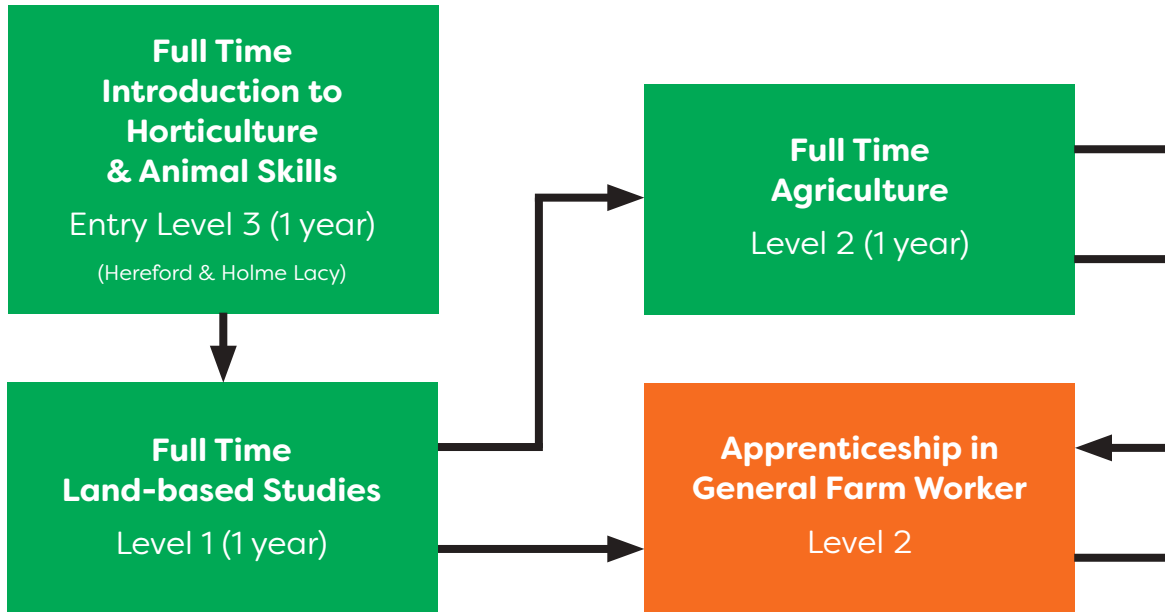 Full Time
Introduction to
Horticulture
& Animal Skills
Entry Level 3 (1 year)
(Hereford & Holme Lacy)
Full Time
Land-based Studies
Level 1 (1 year)
Full Time
Agriculture
Level 2 (1 year)
Apprenticeship in
General Farm Worker
Level 2